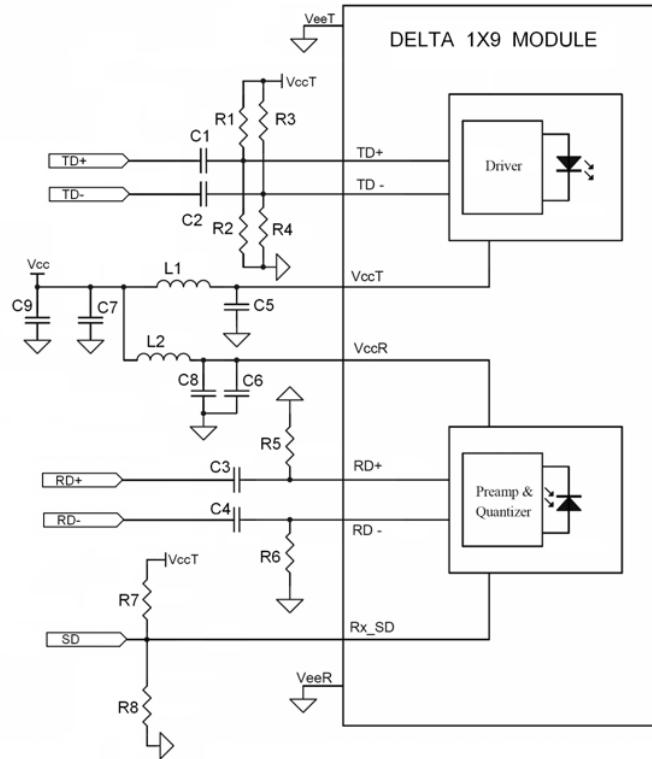 VeeT
DELTA 1X9 MODULE
VccT
R1
R3
C1
TD+
TD+
Driver
TD-
TD -
C2
R2
R4
Vcc
L1
VccT
C9
C7
C5
L2
VccR
C8
C6
R5
C3
RD+
RD+
Preamp &
Quantizer
C4
RD-
RD -
R6
VccT
R7
Rx_SD
SD
VeeR
R8